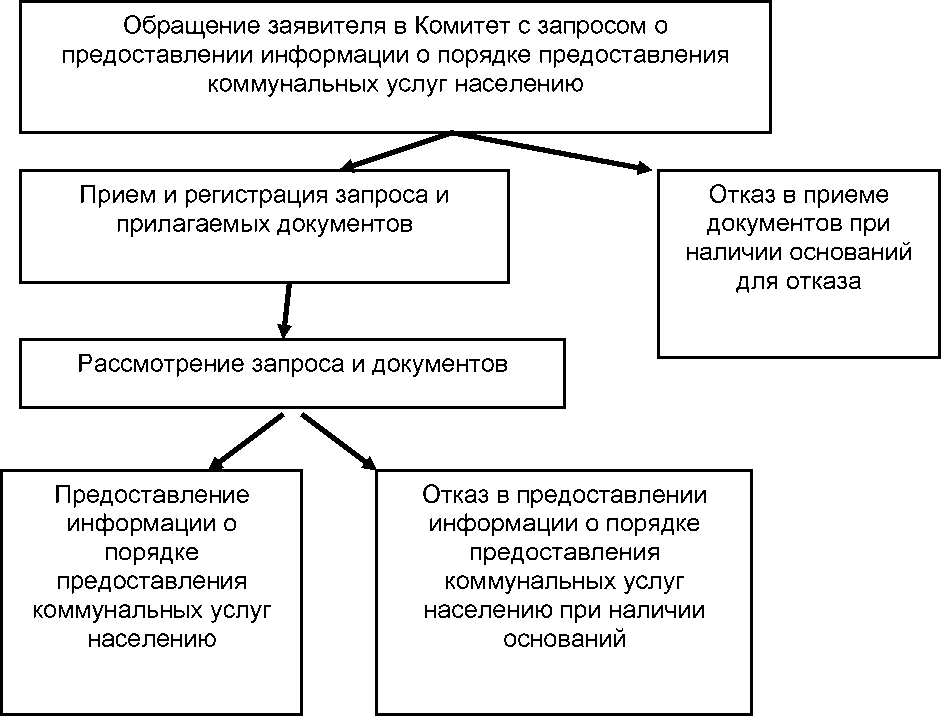 Обращение заявителя в Комитет с запросом о
предоставлении информации о порядке предоставления
коммунальных услуг населению
Прием и регистрация запроса и
прилагаемых документов
Отказ в приеме
документов при
наличии оснований
для отказа
Рассмотрение запроса и документов
Предоставление
информации о
порядке
предоставления
коммунальных услуг
населению
Отказ в предоставлении
информации о порядке
предоставления
коммунальных услуг
населению при наличии
оснований